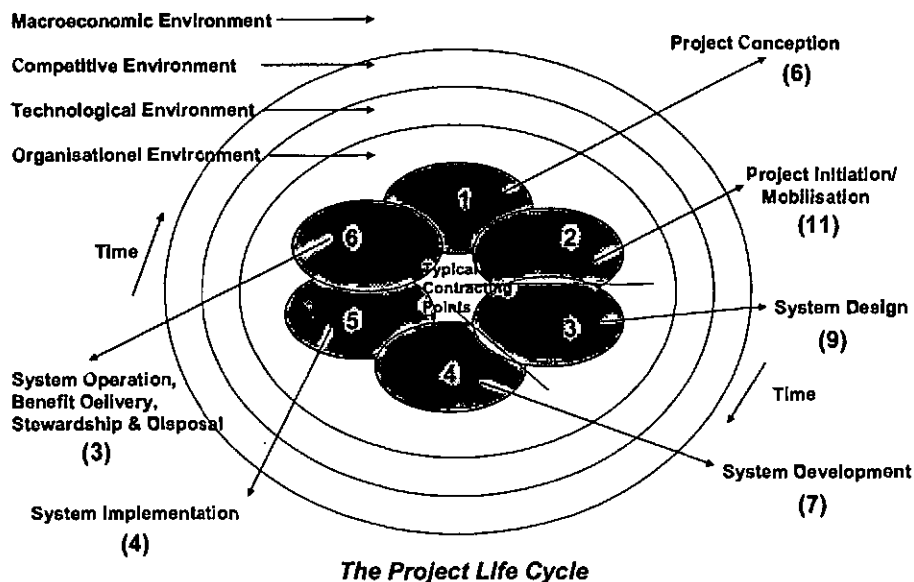 Macroeconomic Environment
Competitive Environment
Technological Environment
Organisationel Environment
Project Conception
(6)
Project Initiation/
Mobilisation
(11)
System Design
(9)
Time
System Development
(7)
System Implementation
(4)
System Operation,
Benefit Oelivery,
Stewardship & Disposal
(3)
Time
1
2
3
4
5
6
Typical
Contracting
Points
The Project Life Cycle